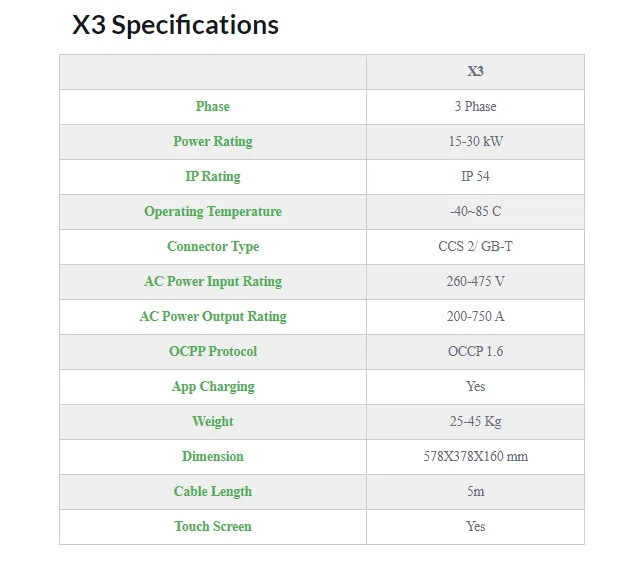 X3 Specifications
X3
Phase 3 Phase
Power Rating 15-30 kW
IP Rating IP 54
Operating Temperature -40~85 C
Connector Type CCS 2/ GB-T
AC Power Input Rating 260-475 V
AC Power Output Rating 200-750 A
OCPP Protocol OCCP 1.6
App Charging Yes
Weight 25-45 Kg
Dimension 578X378X160 mm
Cable Length 5m
Touch Screen Yes